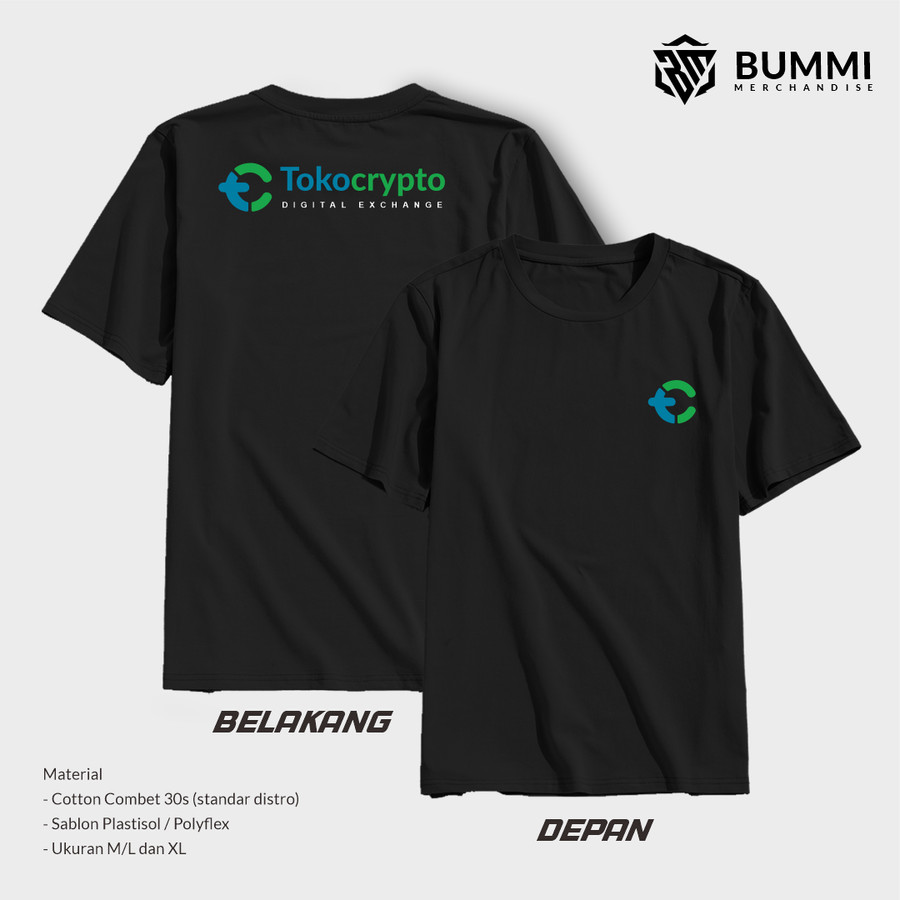 BUMMI
MERCHANDISE
Tokocrypto
DIGITAL EXCHANGE
BELAKANG
DEPAN
Material
- Cotton Combet 30s (standar distro)
- Sablon Plastisol / Polyflex
- Ukuran M/L dan XL